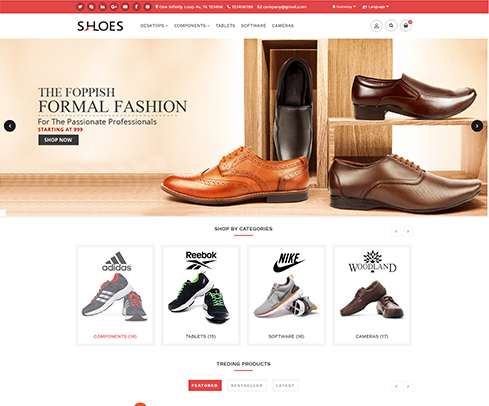 One Infinity Loop Av, TA 123456 1234567890 company@gmail.com
Currency Language
SHOES
DESKTOPS COMPONENTS TABLETS SOFTWARE CAMERAS
0
THE FOPPISH
FORMAL FASHION
For The Passionate Professionals
STARTING AT 999
SHOP NOW
SHOP BY CATEGORIES
adidas
Reebok
NIKE
WOODLAND
COMPONENTS (16)
TABLETS (15)
SOFTWARE (16)
CAMERAS (17)
TREDING PRODUCTS
FEATURED
BESTSELLER
LATEST